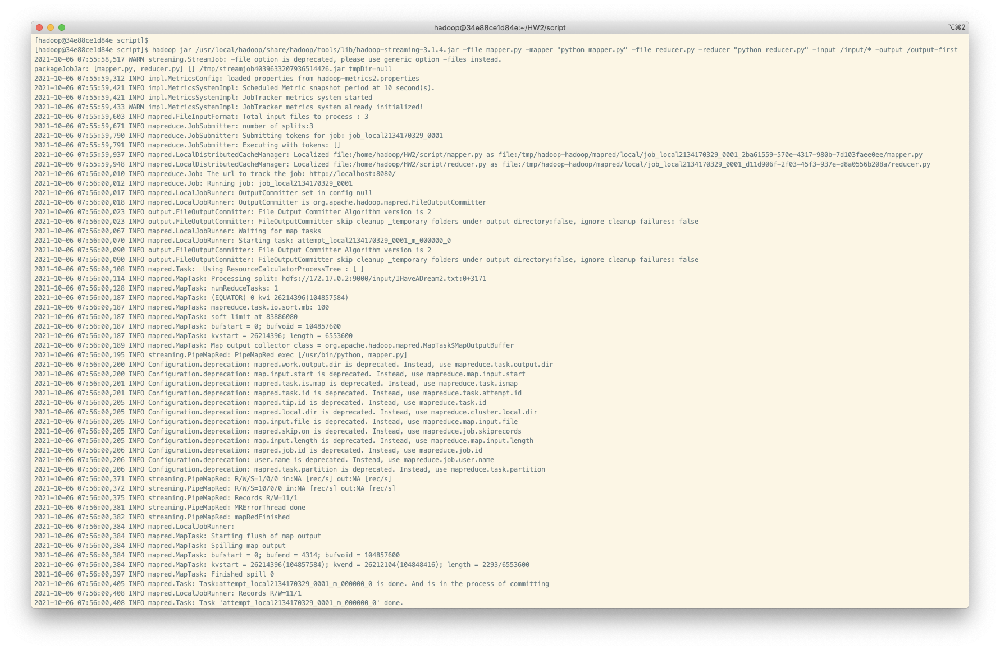 hadoop@34e88ce1d84e:~/HW2/script
⌥⌘2
[hadoop@34e88ce1d84e script]$
[hadoop@34e88ce1d84e script]$ hadoop jar /usr/local/hadoop/share/hadoop/tools/lib/hadoop-streaming-3.1.4.jar -file mapper.py -mapper "python mapper.py" -file reducer.py -reducer "python reducer.py" -input /input/* -output /output-first
2021-10-06 07:55:58,517 WARN streaming.StreamJob: -file option is deprecated, please use generic option -files instead.
packageJobJar: [mapper.py, reducer.py] [] /tmp/streamjob4039633207936514426.jar tmpDir=null
2021-10-06 07:55:59,312 INFO impl.MetricsConfig: loaded properties from hadoop-metrics2.properties
2021-10-06 07:55:59,421 INFO impl.MetricsSystemImpl: Scheduled Metric snapshot period at 10 second(s).
2021-10-06 07:55:59,421 INFO impl.MetricsSystemImpl: JobTracker metrics system started
2021-10-06 07:55:59,433 WARN impl.MetricsSystemImpl: JobTracker metrics system already initialized!
2021-10-06 07:55:59,603 INFO mapred.FileInputFormat: Total input files to process : 3
2021-10-06 07:55:59,671 INFO mapreduce.JobSubmitter: number of splits:3
2021-10-06 07:55:59,790 INFO mapreduce.JobSubmitter: Submitting tokens for job: job_local2134170329_0001
2021-10-06 07:55:59,791 INFO mapreduce.JobSubmitter: Executing with tokens: []
2021-10-06 07:55:59,937 INFO mapred.LocalDistributedCacheManager: Localized file:/home/hadoop/HW2/script/mapper.py as file:/tmp/hadoop-hadoop/mapred/local/job_local2134170329_0001_2ba61559-570e-4317-980b-7d103faee0ee/mapper.py
2021-10-06 07:55:59,948 INFO mapred.LocalDistributedCacheManager: Localized file:/home/hadoop/HW2/script/reducer.py as file:/tmp/hadoop-hadoop/mapred/local/job_local2134170329_0001_d11d906f-2f03-45f3-937e-d8a0556b208a/reducer.py
2021-10-06 07:56:00,010 INFO mapreduce.Job: The url to track the job: http://localhost:8080/
2021-10-06 07:56:00,012 INFO mapreduce.Job: Running job: job_local2134170329_0001
2021-10-06 07:56:00,017 INFO mapred.LocalJobRunner: OutputCommitter set in config null
2021-10-06 07:56:00,018 INFO mapred.LocalJobRunner: OutputCommitter is org.apache.hadoop.mapred.FileOutputCommitter
2021-10-06 07:56:00,023 INFO output.FileOutputCommitter: File Output Committer Algorithm version is 2
2021-10-06 07:56:00,023 INFO output.FileOutputCommitter: FileOutputCommitter skip cleanup _temporary folders under output directory:false, ignore cleanup failures: false
2021-10-06 07:56:00,067 INFO mapred.LocalJobRunner: Waiting for map tasks
2021-10-06 07:56:00,070 INFO mapred.LocalJobRunner: Starting task: attempt_local2134170329_0001_m_000000_0
2021-10-06 07:56:00,090 INFO output.FileOutputCommitter: File Output Committer Algorithm version is 2
2021-10-06 07:56:00,090 INFO output.FileOutputCommitter: FileOutputCommitter skip cleanup _temporary folders under output directory:false, ignore cleanup failures: false
2021-10-06 07:56:00,108 INFO mapred.Task:  Using ResourceCalculatorProcessTree : [ ]
2021-10-06 07:56:00,114 INFO mapred.MapTask: Processing split: hdfs://172.17.0.2:9000/input/IHaveADream2.txt:0+3171
2021-10-06 07:56:00,128 INFO mapred.MapTask: numReduceTasks: 1
2021-10-06 07:56:00,187 INFO mapred.MapTask: (EQUATOR) 0 kvi 26214396(104857584)
2021-10-06 07:56:00,187 INFO mapred.MapTask: mapreduce.task.io.sort.mb: 100
2021-10-06 07:56:00,187 INFO mapred.MapTask: soft limit at 83886080
2021-10-06 07:56:00,187 INFO mapred.MapTask: bufstart = 0; bufvoid = 104857600
2021-10-06 07:56:00,187 INFO mapred.MapTask: kvstart = 26214396; length = 6553600
2021-10-06 07:56:00,189 INFO mapred.MapTask: Map output collector class = org.apache.hadoop.mapred.MapTask$MapOutputBuffer
2021-10-06 07:56:00,195 INFO streaming.PipeMapRed: PipeMapRed exec [/usr/bin/python, mapper.py]
2021-10-06 07:56:00,200 INFO Configuration.deprecation: mapred.work.output.dir is deprecated. Instead, use mapreduce.task.output.dir
2021-10-06 07:56:00,200 INFO Configuration.deprecation: map.input.start is deprecated. Instead, use mapreduce.map.input.start
2021-10-06 07:56:00,201 INFO Configuration.deprecation: mapred.task.is.map is deprecated. Instead, use mapreduce.task.ismap
2021-10-06 07:56:00,201 INFO Configuration.deprecation: mapred.task.id is deprecated. Instead, use mapreduce.task.attempt.id
2021-10-06 07:56:00,205 INFO Configuration.deprecation: mapred.tip.id is deprecated. Instead, use mapreduce.task.id
2021-10-06 07:56:00,205 INFO Configuration.deprecation: mapred.local.dir is deprecated. Instead, use mapreduce.cluster.local.dir
2021-10-06 07:56:00,205 INFO Configuration.deprecation: map.input.file is deprecated. Instead, use mapreduce.map.input.file
2021-10-06 07:56:00,205 INFO Configuration.deprecation: mapred.skip.on is deprecated. Instead, use mapreduce.job.skiprecords
2021-10-06 07:56:00,205 INFO Configuration.deprecation: map.input.length is deprecated. Instead, use mapreduce.map.input.length
2021-10-06 07:56:00,206 INFO Configuration.deprecation: mapred.job.id is deprecated. Instead, use mapreduce.job.id
2021-10-06 07:56:00,206 INFO Configuration.deprecation: user.name is deprecated. Instead, use mapreduce.job.user.name
2021-10-06 07:56:00,206 INFO Configuration.deprecation: mapred.task.partition is deprecated. Instead, use mapreduce.task.partition
2021-10-06 07:56:00,371 INFO streaming.PipeMapRed: R/W/S=1/0/0 in:NA [rec/s] out:NA [rec/s]
2021-10-06 07:56:00,372 INFO streaming.PipeMapRed: R/W/S=10/0/0 in:NA [rec/s] out:NA [rec/s]
2021-10-06 07:56:00,375 INFO streaming.PipeMapRed: Records R/W=11/1
2021-10-06 07:56:00,381 INFO streaming.PipeMapRed: MRErrorThread done
2021-10-06 07:56:00,382 INFO streaming.PipeMapRed: mapRedFinished
2021-10-06 07:56:00,384 INFO mapred.LocalJobRunner:
2021-10-06 07:56:00,384 INFO mapred.MapTask: Starting flush of map output
2021-10-06 07:56:00,384 INFO mapred.MapTask: Spilling map output
2021-10-06 07:56:00,384 INFO mapred.MapTask: bufstart = 0; bufend = 4314; bufvoid = 104857600
2021-10-06 07:56:00,384 INFO mapred.MapTask: kvstart = 26214396(104857584); kvend = 26212104(104848416); length = 2293/6553600
2021-10-06 07:56:00,397 INFO mapred.MapTask: Finished spill 0
2021-10-06 07:56:00,405 INFO mapred.Task: Task:attempt_local2134170329_0001_m_000000_0 is done. And is in the process of committing
2021-10-06 07:56:00,408 INFO mapred.LocalJobRunner: Records R/W=11/1
2021-10-06 07:56:00,408 INFO mapred.Task: Task 'attempt_local2134170329_0001_m_000000_0' done.